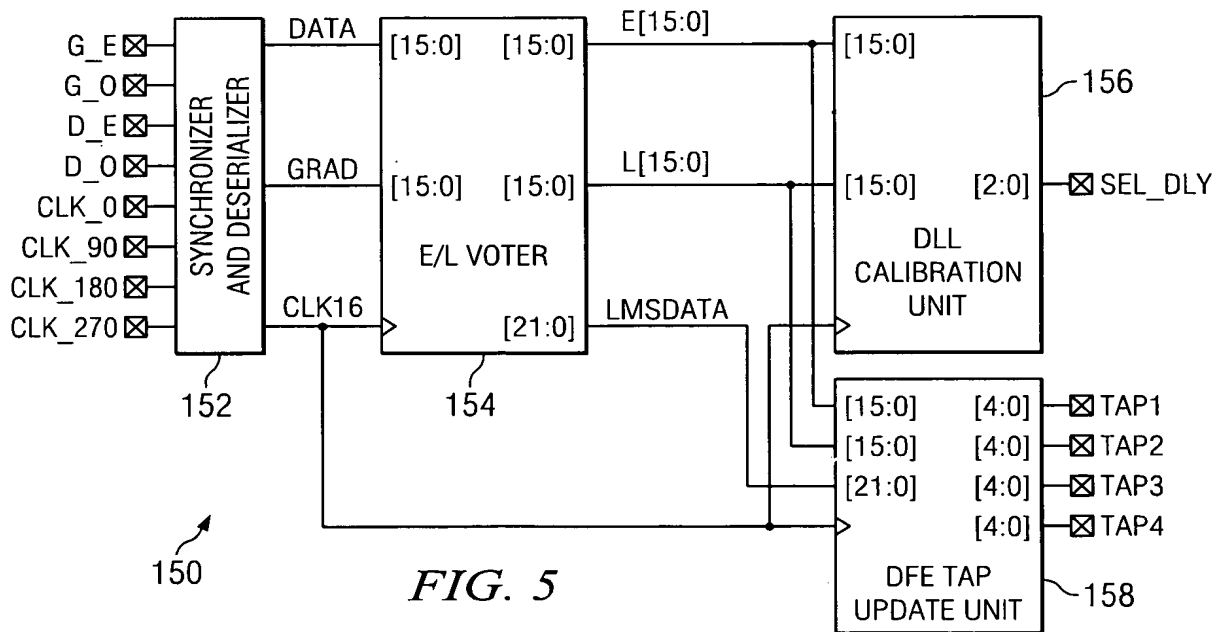 G_E
G_O
D_E
D_O
CLK_0
CLK_90
CLK_180
CLK_270
SYNCHRONIZER
AND DESERIALIZER
152
DATA
GRAD
CLK16
[15:0] [15:0]
[15:0] [15:0]
E/L VOTER
[21:0]
154
E[15:0]
L[15:0]
LMSDATA
[15:0]
[15:0] [2:0]
DLL
CALIBRATION
UNIT
156
SEL_DLY
[15:0] [4:0] TAP1
[15:0] [4:0] TAP2
[21:0] [4:0] TAP3
[4:0] TAP4
DFE TAP
UPDATE UNIT
158
150
FIG. 5